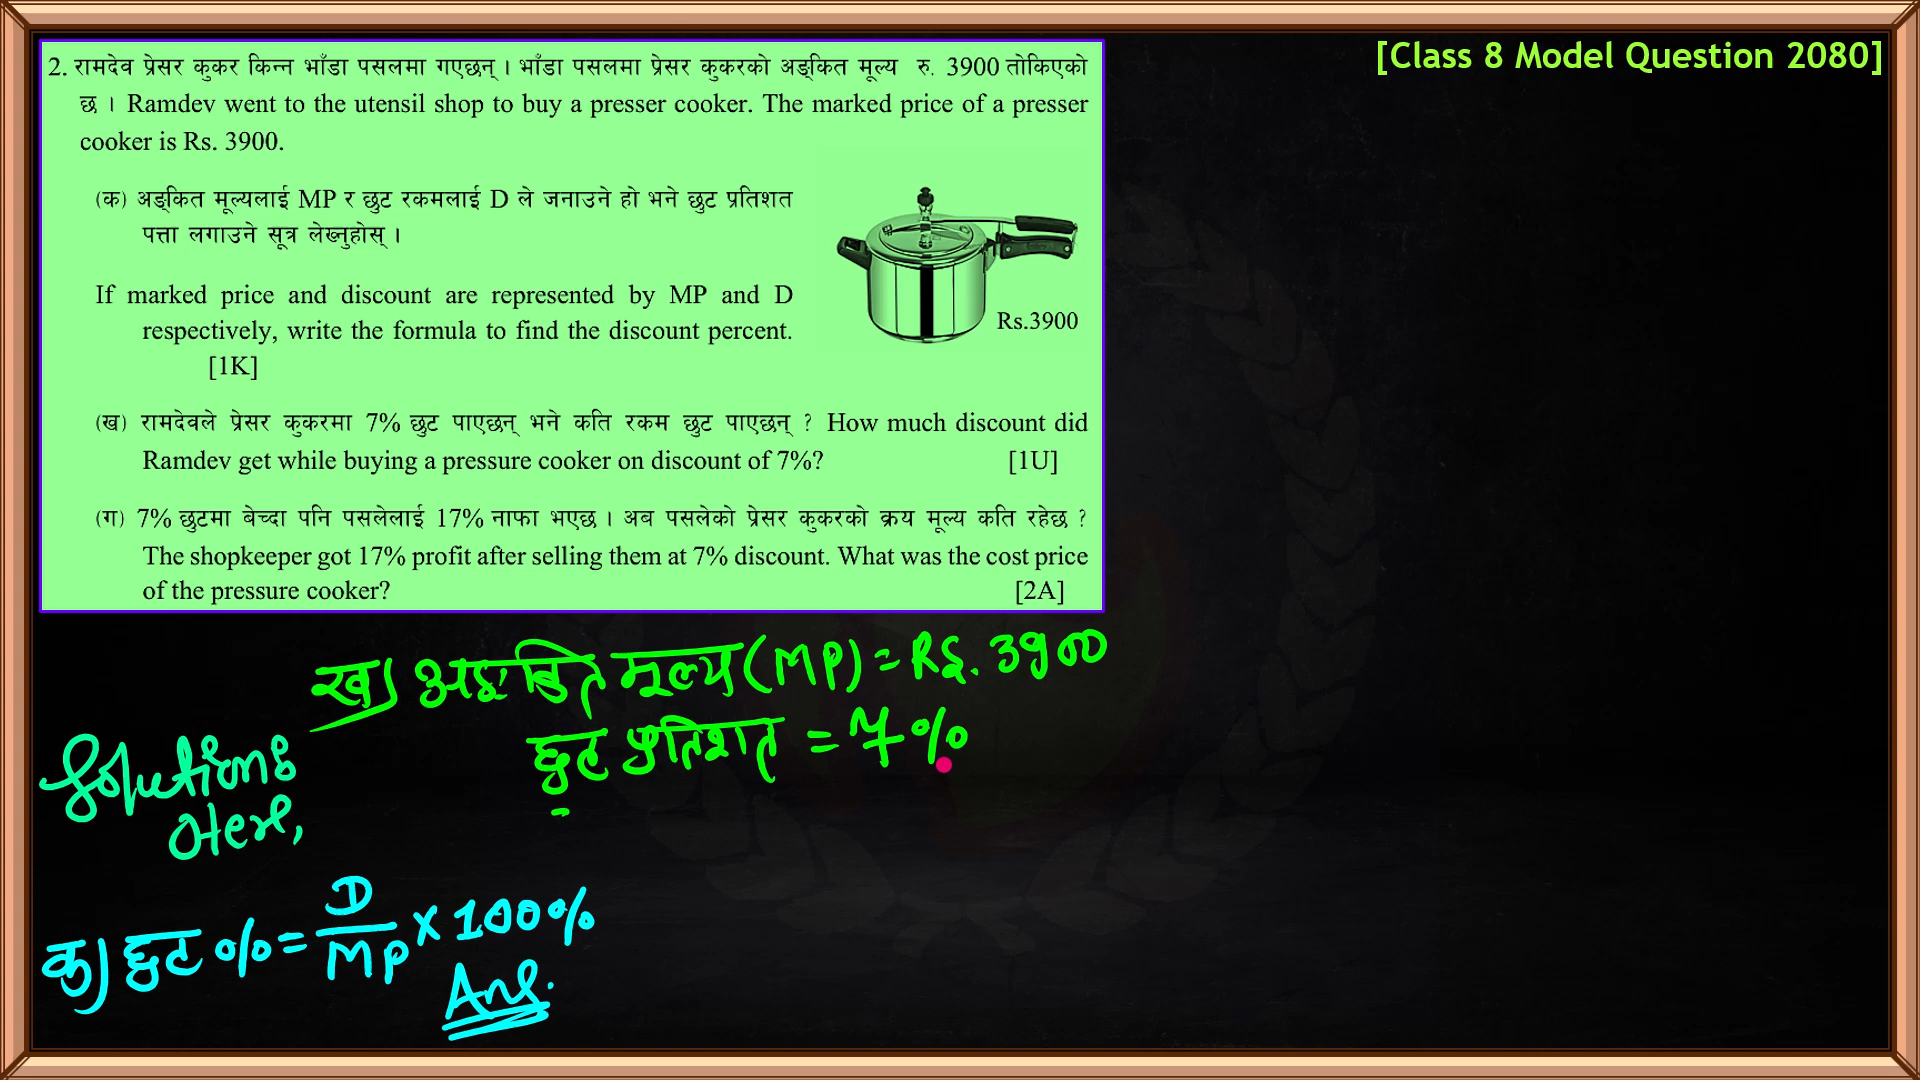 [Class 8 Model Question 2080]
2. रामदेव प्रेसर कुकर किन्न भाँडा पसलमा गएछन् । भाँडा पसलमा प्रेसर कुकरको अङ्कित मूल्य रु. 3900 तोकिएको
छ । Ramdev went to the utensil shop to buy a presser cooker. The marked price of a presser
cooker is Rs. 3900.
(क) अङ्कित मूल्यलाई MP र छुट रकमलाई D ले जनाउने हो भने छुट प्रतिशत
पत्ता लगाउने सूत्र लेख्नुहोस् ।
If marked price and discount are represented by MP and D
respectively, write the formula to find the discount percent.
[1K]
Rs.3900
(ख) रामदेवले प्रेसर कुकरमा 7% छुट पाएछन् भने कति रकम छुट पाएछन् ? How much discount did
Ramdev get while buying a pressure cooker on discount of 7%? [1U]
(ग) 7% छुटमा बेच्दा पनि पसलेलाई 17% नाफा भएछ । अब पसलेको प्रेसर कुकरको क्रय मूल्य कति रहेछ ?
The shopkeeper got 17% profit after selling them at 7% discount. What was the cost price
of the pressure cooker? [2A]
ख) अङ्कित मूल्य (MP) = RS. 3900
छुट प्रतिशत = 7%
Solutions
Here,
क) छुट % = D/MP × 100%
Ans.